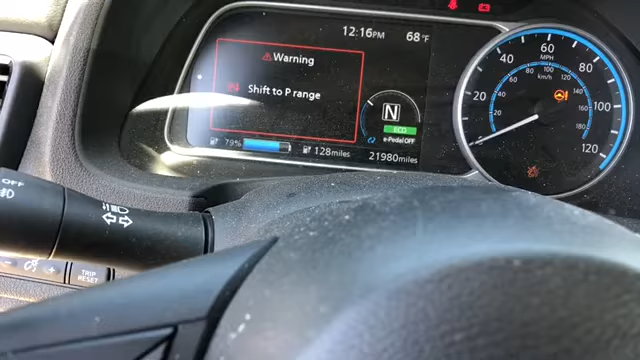 12:16PM 68°F
Warning
Shift to P range
N
ECO
e-Pedal OFF
79% 128miles 21980miles
20 40 60 80 100 120
MPH
km/h
20 40 60 80 100 120 140 160 180
OFF
TRIP
RESET